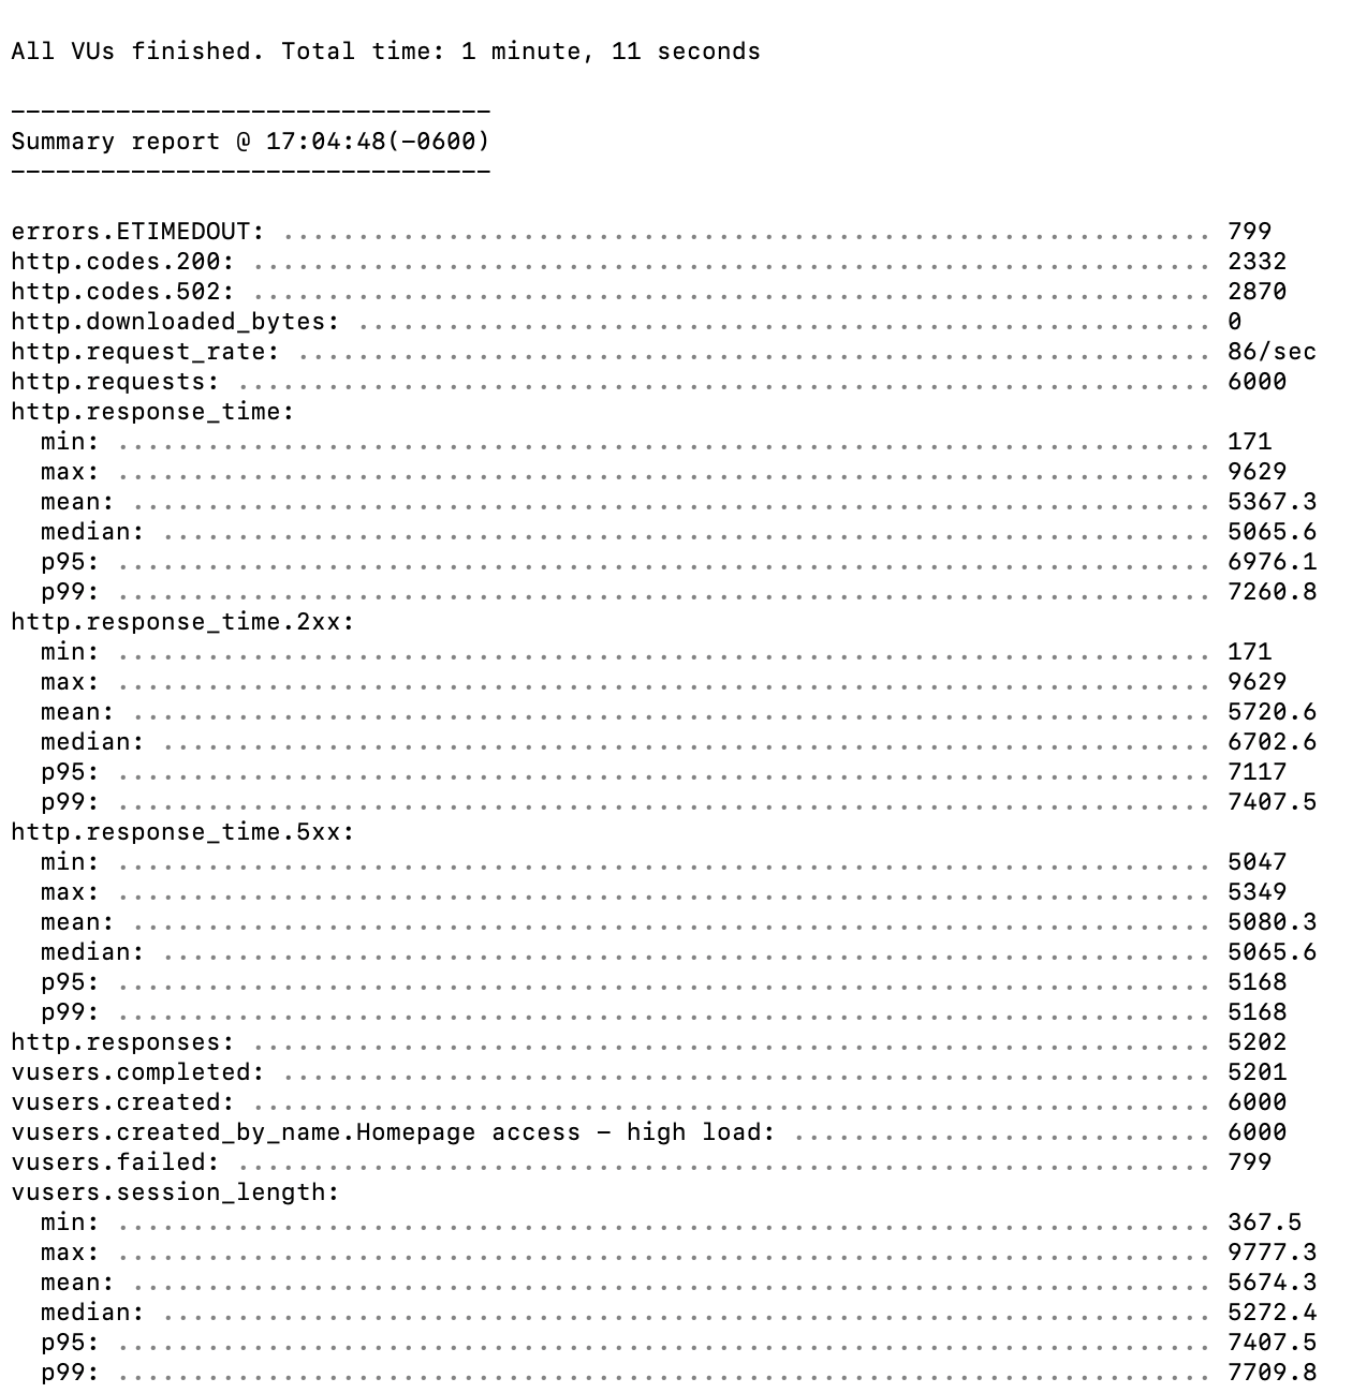 All VUs finished. Total time: 1 minute, 11 seconds
--------------------------------
Summary report @ 17:04:48(-0600)
--------------------------------
errors.ETIMEDOUT: .............................................................. 799
http.codes.200: ................................................................ 2332
http.codes.502: ................................................................ 2870
http.downloaded_bytes: ......................................................... 0
http.request_rate: ............................................................. 86/sec
http.requests: ................................................................. 6000
http.response_time:
  min: ......................................................................... 171
  max: ......................................................................... 9629
  mean: ........................................................................ 5367.3
  median: ...................................................................... 5065.6
  p95: ......................................................................... 6976.1
  p99: ......................................................................... 7260.8
http.response_time.2xx:
  min: ......................................................................... 171
  max: ......................................................................... 9629
  mean: ........................................................................ 5720.6
  median: ...................................................................... 6702.6
  p95: ......................................................................... 7117
  p99: ......................................................................... 7407.5
http.response_time.5xx:
  min: ......................................................................... 5047
  max: ......................................................................... 5349
  mean: ........................................................................ 5080.3
  median: ...................................................................... 5065.6
  p95: ......................................................................... 5168
  p99: ......................................................................... 5168
http.responses: ................................................................ 5202
vusers.completed: .............................................................. 5201
vusers.created: ................................................................ 6000
vusers.created_by_name.Homepage access - high load: ............................ 6000
vusers.failed: ................................................................. 799
vusers.session_length:
  min: ......................................................................... 367.5
  max: ......................................................................... 9777.3
  mean: ........................................................................ 5674.3
  median: ...................................................................... 5272.4
  p95: ......................................................................... 7407.5
  p99: ......................................................................... 7709.8